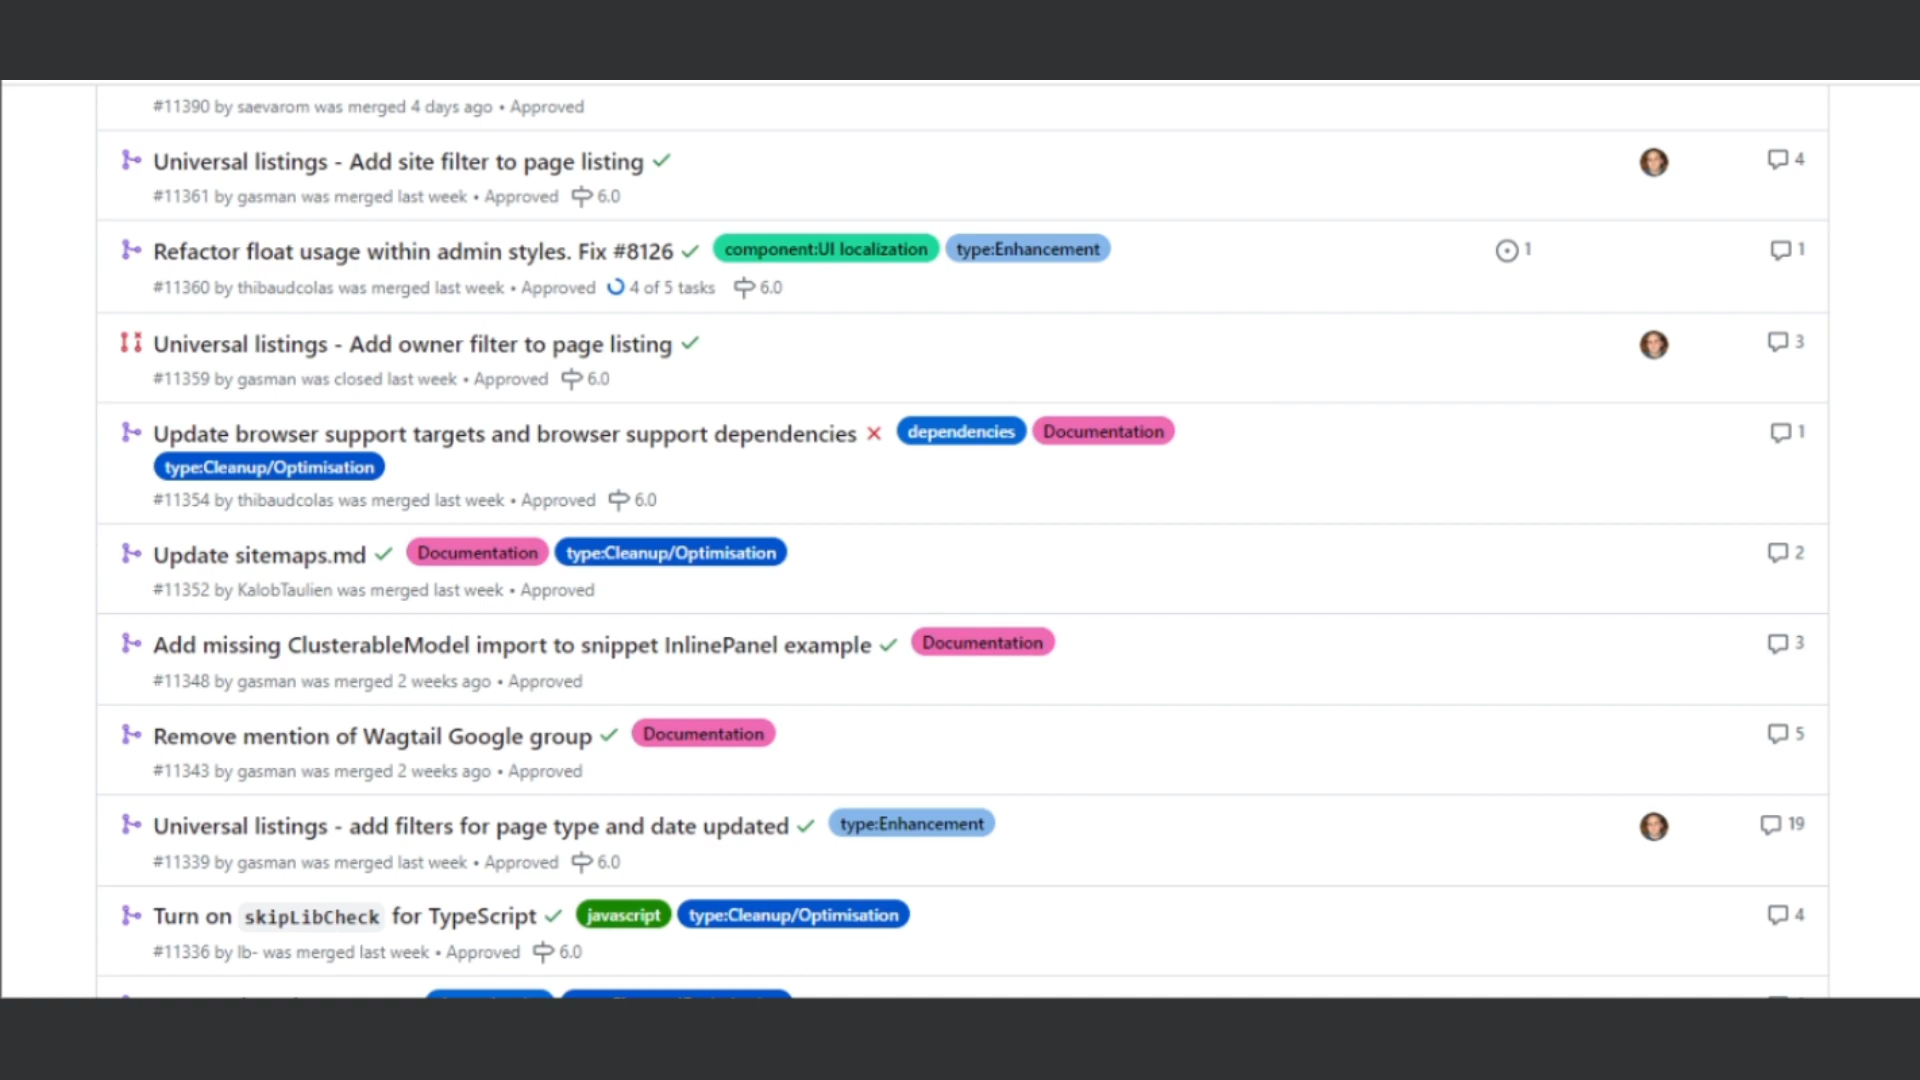 #11390 by saevarom was merged 4 days ago • Approved
Universal listings - Add site filter to page listing
4
#11361 by gasman was merged last week • Approved 6.0
Refactor float usage within admin styles. Fix #8126 component:UI localization type:Enhancement
1
1
#11360 by thibaudcolas was merged last week • Approved 4 of 5 tasks 6.0
Universal listings - Add owner filter to page listing
3
#11359 by gasman was closed last week • Approved 6.0
Update browser support targets and browser support dependencies dependencies Documentation
1
type:Cleanup/Optimisation
#11354 by thibaudcolas was merged last week • Approved 6.0
Update sitemaps.md Documentation type:Cleanup/Optimisation
2
#11352 by KalobTaulien was merged last week • Approved
Add missing ClusterableModel import to snippet InlinePanel example Documentation
3
#11348 by gasman was merged 2 weeks ago • Approved
Remove mention of Wagtail Google group Documentation
5
#11343 by gasman was merged 2 weeks ago • Approved
Universal listings - add filters for page type and date updated type:Enhancement
19
#11339 by gasman was merged last week • Approved 6.0
Turn on skipLibCheck for TypeScript javascript type:Cleanup/Optimisation
4
#11336 by lb- was merged last week • Approved 6.0